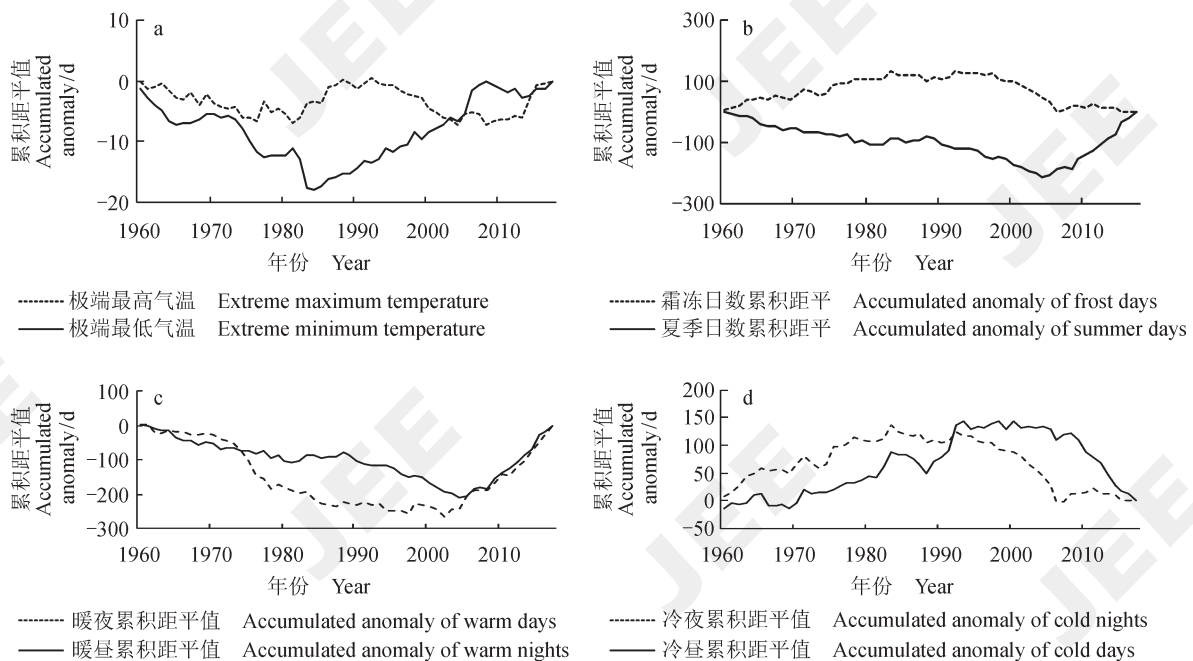 a
10
0
−10
−20
累积距平值
Accumulated
anomaly/d
1960 1970 1980 1990 2000 2010
年份 Year
极端最高气温 Extreme maximum temperature
极端最低气温 Extreme minimum temperature
b
300
100
−100
−300
累积距平值
Accumulated
anomaly/d
1960 1970 1980 1990 2000 2010
年份 Year
霜冻日数累积距平 Accumulated anomaly of frost days
夏季日数累积距平 Accumulated anomaly of summer days
c
100
0
−100
−200
−300
累积距平值
Accumulated
anomaly/d
1960 1970 1980 1990 2000 2010
年份 Year
暖夜累积距平值 Accumulated anomaly of warm days
暖昼累积距平值 Accumulated anomaly of warm nights
d
200
150
100
50
0
−50
累积距平值
Accumulated
anomaly/d
1960 1970 1980 1990 2000 2010
年份 Year
冷夜累积距平值 Accumulated anomaly of cold nights
冷昼累积距平值 Accumulated anomaly of cold days
JEE
JEE
JEE
JEE
JEE
JEE